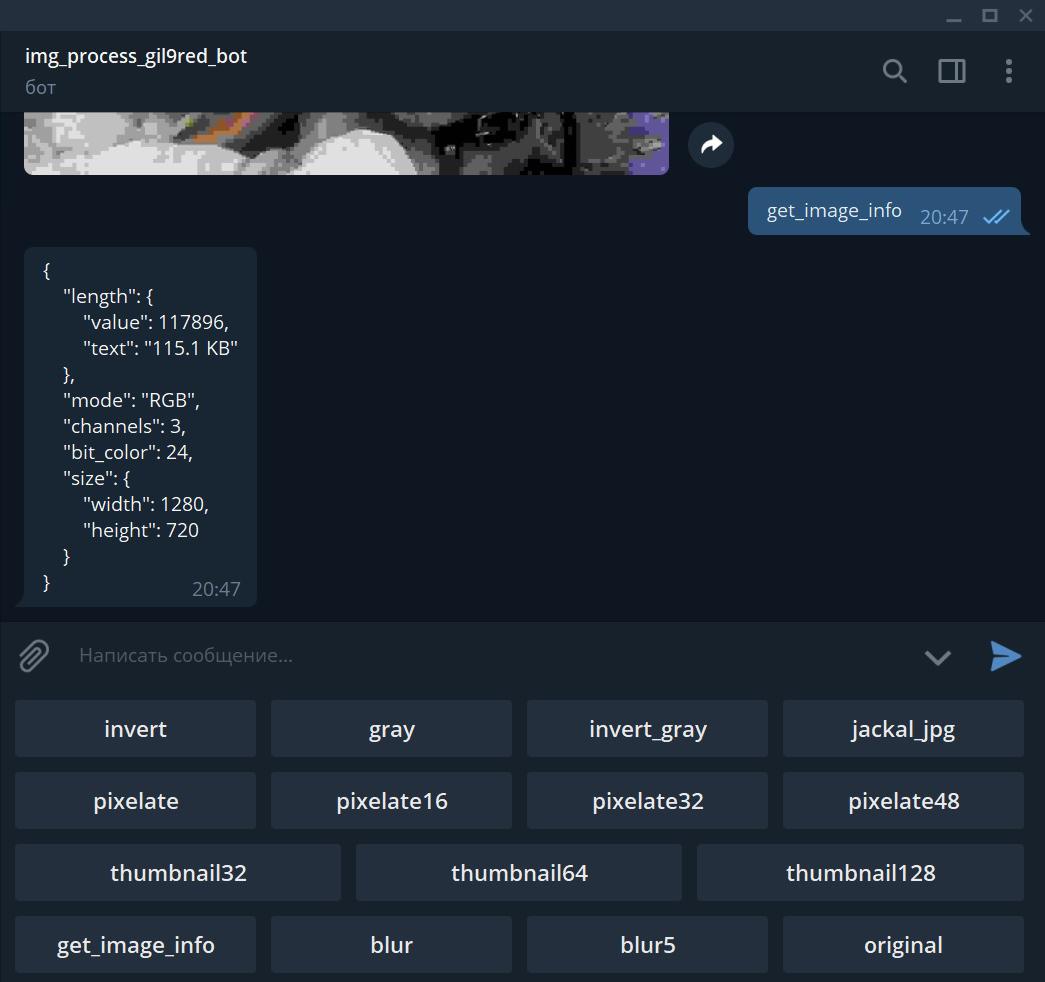 img_process_gil9red_bot
бот
get_image_info 20:47
{
"length": {
"value": 117896,
"text": "115.1 KB"
},
"mode": "RGB",
"channels": 3,
"bit_color": 24,
"size": {
"width": 1280,
"height": 720
}
}
20:47
Написать сообщение...
invert gray invert_gray jackal_jpg
pixelate pixelate16 pixelate32 pixelate48
thumbnail32 thumbnail64 thumbnail128
get_image_info blur blur5 original